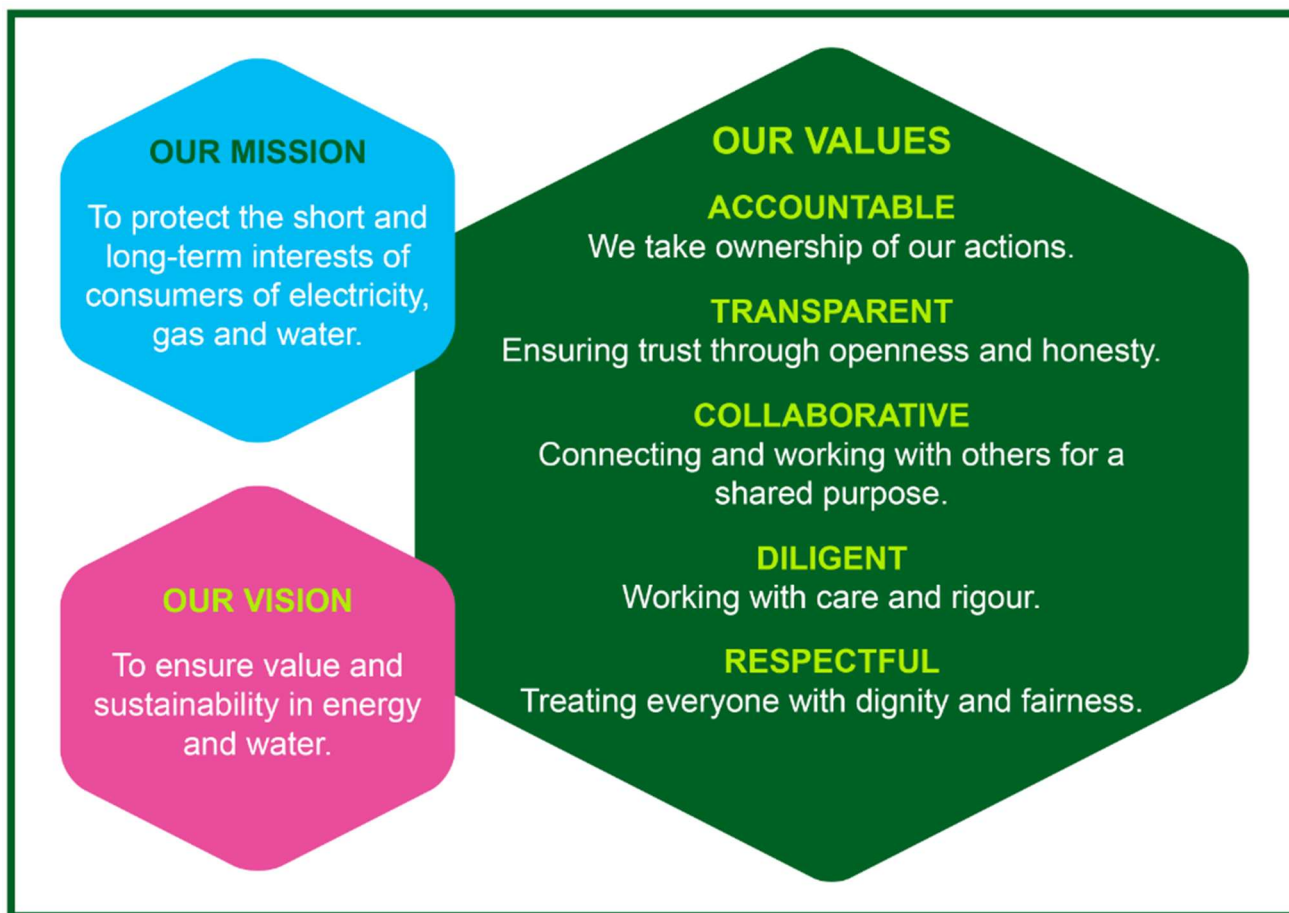 OUR MISSION
To protect the short and
long-term interests of
consumers of electricity,
gas and water.
OUR VISION
To ensure value and
sustainability in energy
and water.
OUR VALUES
ACCOUNTABLE
We take ownership of our actions.
TRANSPARENT
Ensuring trust through openness and honesty.
COLLABORATIVE
Connecting and working with others for a
shared purpose.
DILIGENT
Working with care and rigour.
RESPECTFUL
Treating everyone with dignity and fairness.